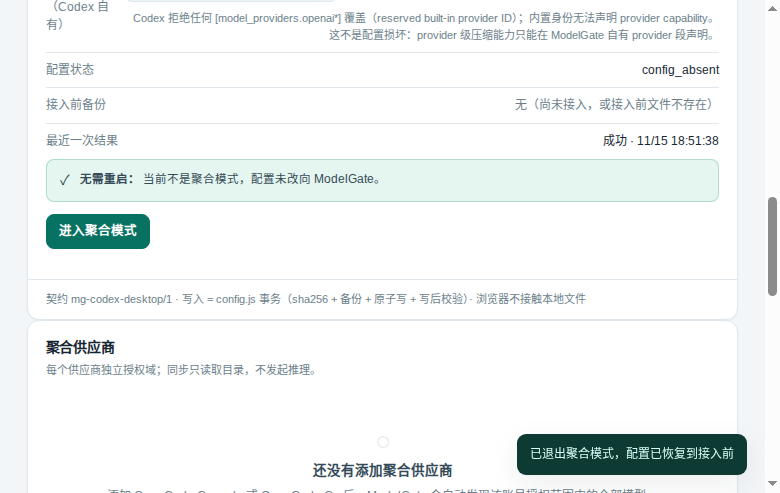 （Codex 自
有）
Codex 拒绝任何 [model_providers.openai*] 覆盖（reserved built-in provider ID）；内置身份无法声明 provider capability。
这不是配置损坏：provider 级压缩能力只能在 ModelGate 自有 provider 段声明。
配置状态
config_absent
接入前备份
无（尚未接入，或接入前文件不存在）
最近一次结果
成功 · 11/15 18:51:38
✓ 无需重启： 当前不是聚合模式，配置未改向 ModelGate。
进入聚合模式
契约 mg-codex-desktop/1 · 写入 = config.js 事务（sha256 + 备份 + 原子写 + 写后校验）· 浏览器不接触本地文件
聚合供应商
每个供应商独立授权域；同步只读取目录，不发起推理。
还没有添加聚合供应商
已退出聚合模式，配置已恢复到接入前